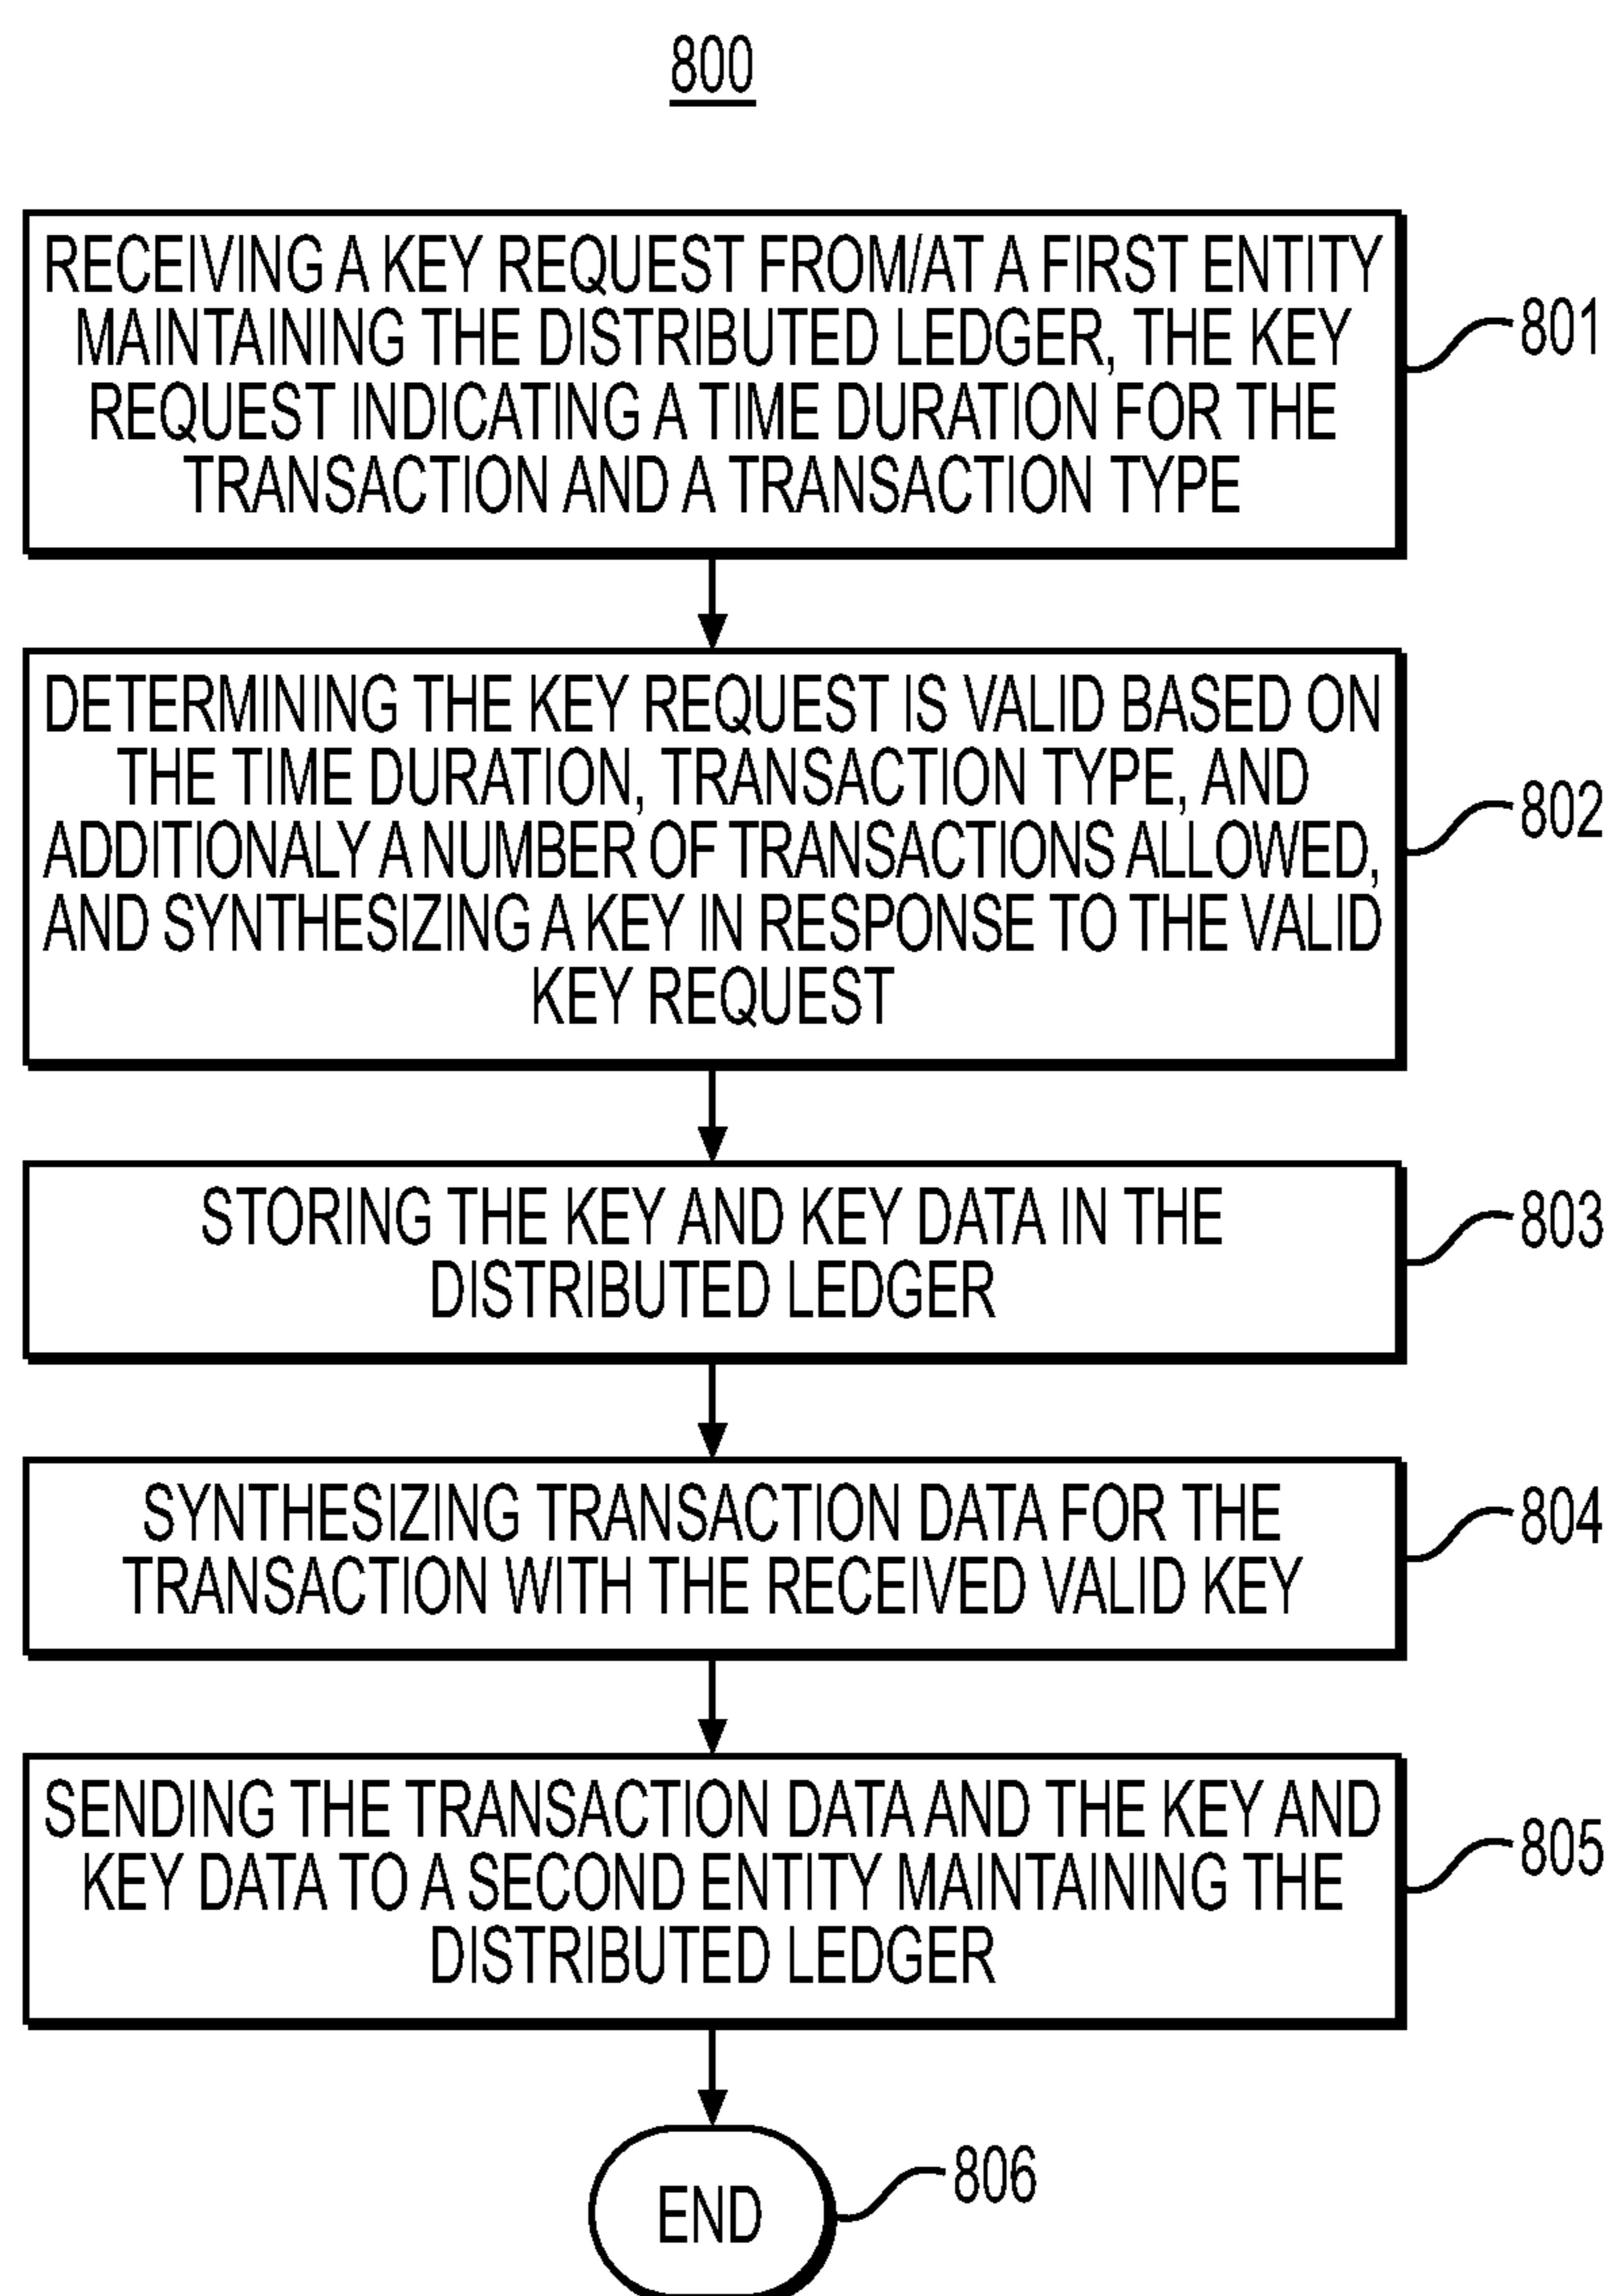 800
RECEIVING A KEY REQUEST FROM/AT A FIRST ENTITY
MAINTAINING THE DISTRIBUTED LEDGER, THE KEY
REQUEST INDICATING A TIME DURATION FOR THE
TRANSACTION AND A TRANSACTION TYPE
801
DETERMINING THE KEY REQUEST IS VALID BASED ON
THE TIME DURATION, TRANSACTION TYPE, AND
ADDITIONALY A NUMBER OF TRANSACTIONS ALLOWED,
AND SYNTHESIZING A KEY IN RESPONSE TO THE VALID
KEY REQUEST
802
STORING THE KEY AND KEY DATA IN THE
DISTRIBUTED LEDGER
803
SYNTHESIZING TRANSACTION DATA FOR THE
TRANSACTION WITH THE RECEIVED VALID KEY
804
SENDING THE TRANSACTION DATA AND THE KEY AND
KEY DATA TO A SECOND ENTITY MAINTAINING THE
DISTRIBUTED LEDGER
805
END
806